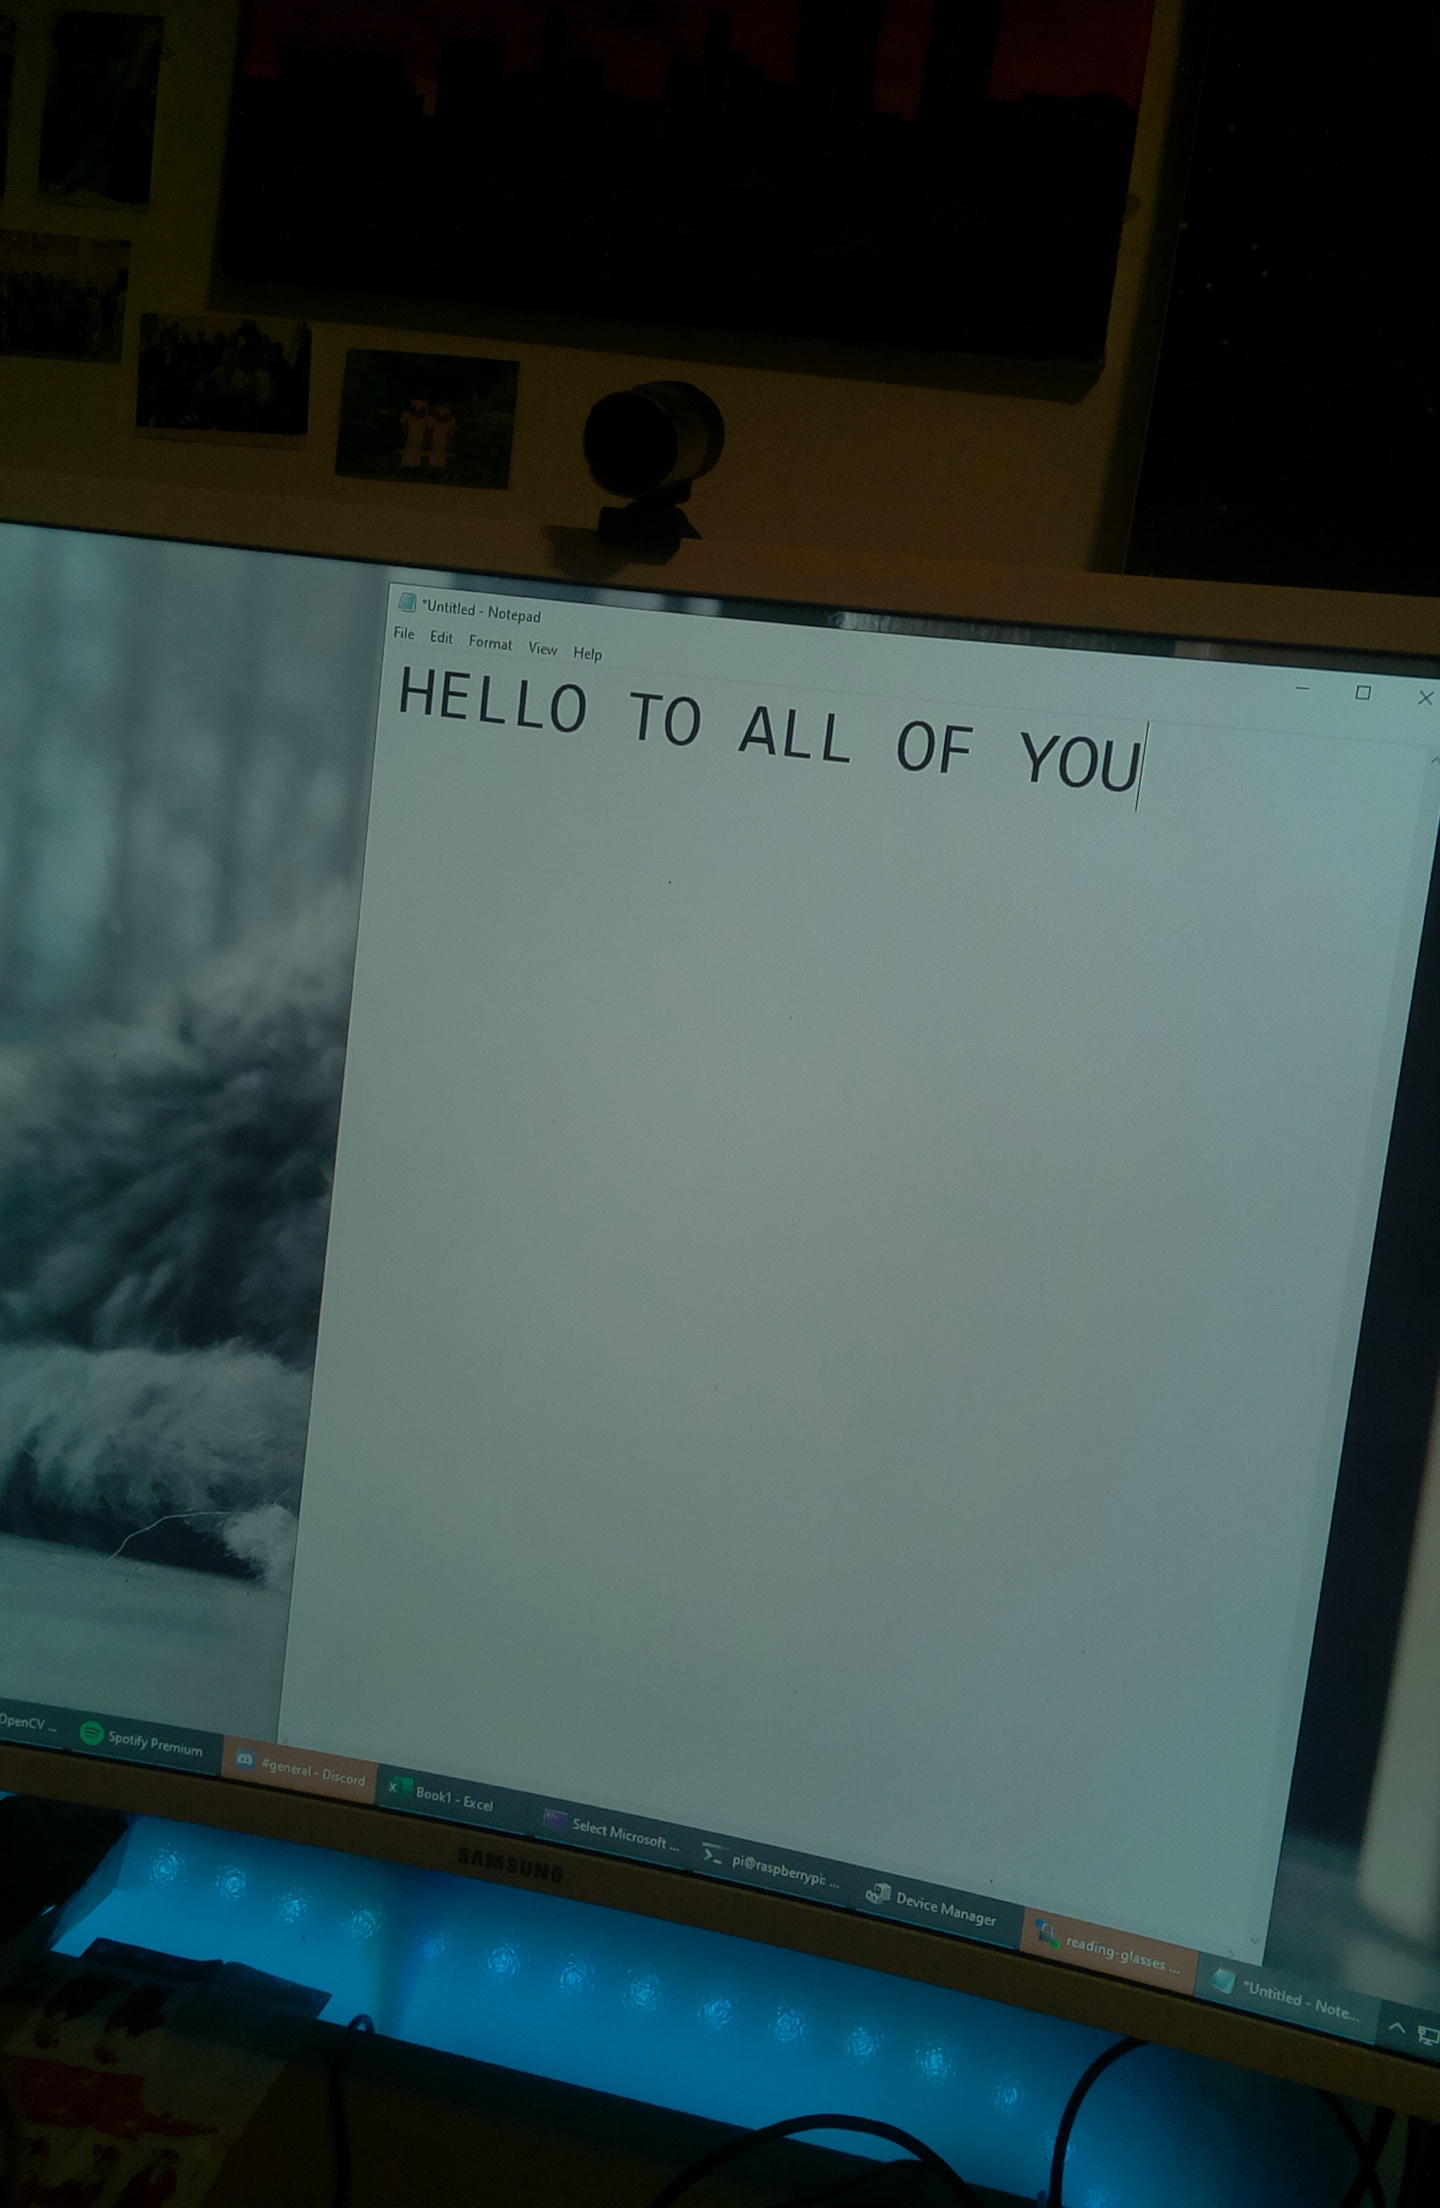 *Untitled - Notepad
File Edit Format View Help
HELLO TO ALL OF YOU
OpenCV ...
Spotify Premium
#general - Discord
Book1 - Excel
Select Microsoft ...
pi@raspberrypi: ...
Device Manager
reading-glasses ...
*Untitled - Note...
SAMSUNG